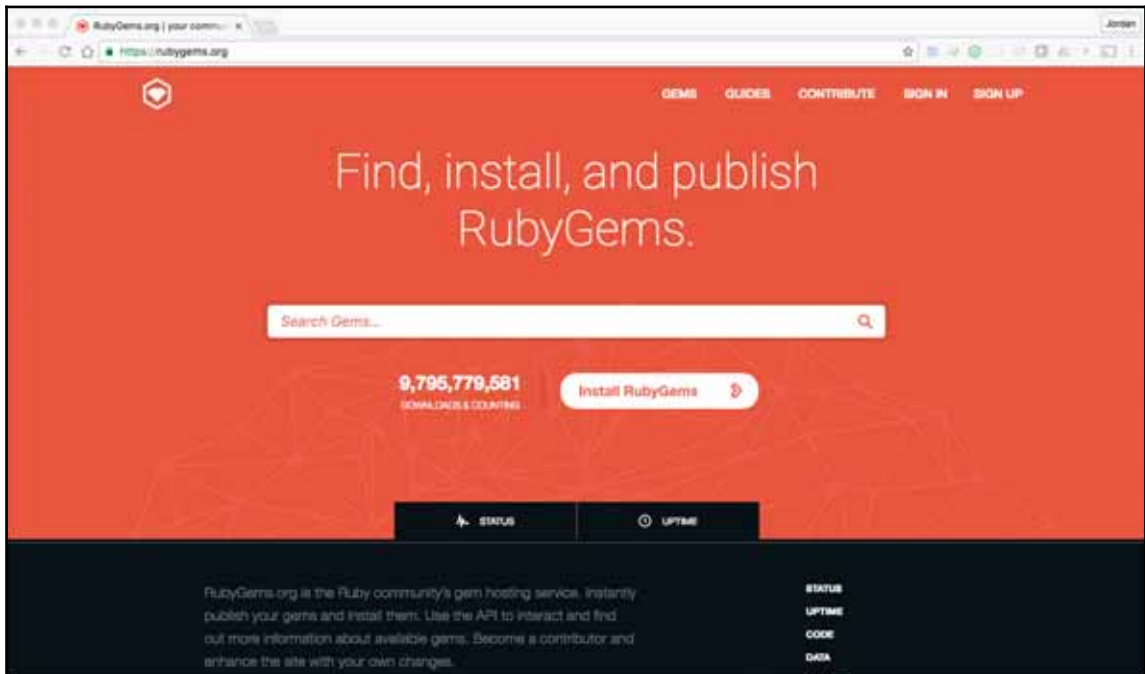 RubyGems.org | your commu
Jordan
https://rubygems.org
GEMS GUIDES CONTRIBUTE SIGN IN SIGN UP
Find, install, and publish
RubyGems.
Search Gems...
9,795,779,581
DOWNLOADS & COUNTING
Install RubyGems
STATUS UPTIME
RubyGems.org is the Ruby community's gem hosting service. Instantly
publish your gems and install them. Use the API to interact and find
out more information about available gems. Become a contributor and
enhance the site with your own changes.
STATUS
UPTIME
CODE
DATA